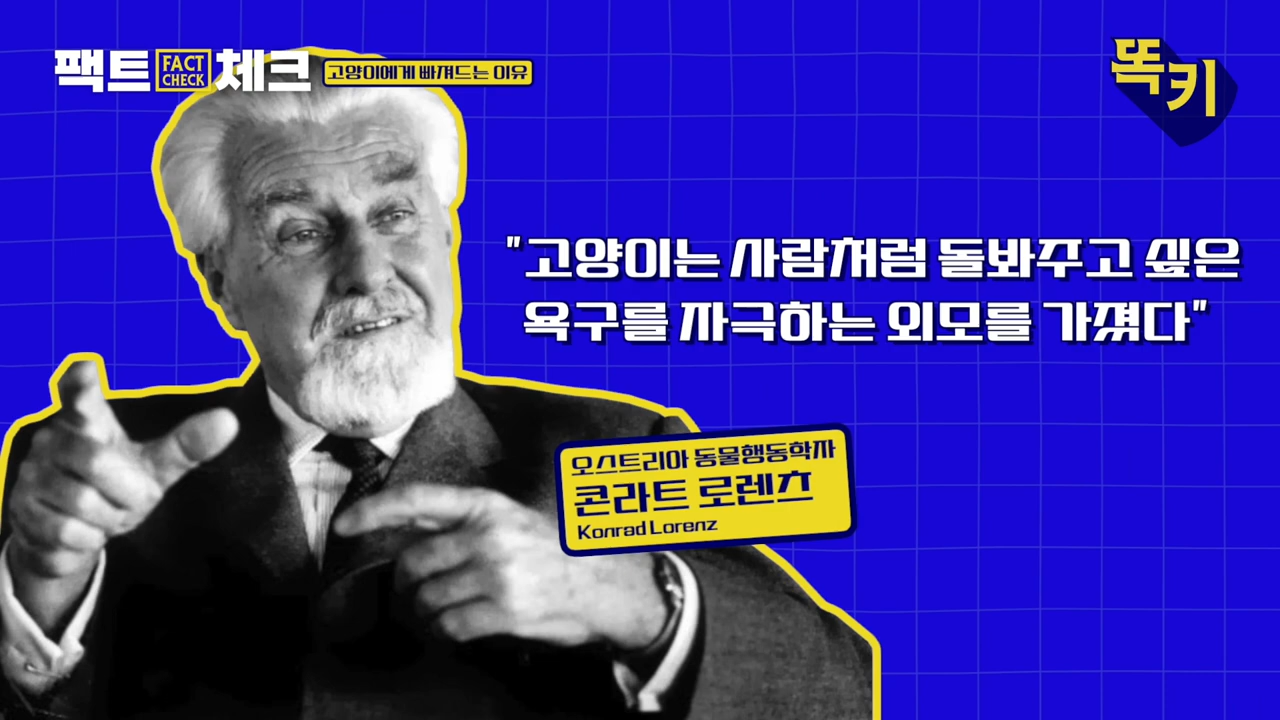 팩트 FACT CHECK 체크 고양이에게 빠져드는 이유
똑키
"고양이는 사람처럼 돌봐주고 싶은
욕구를 자극하는 외모를 가졌다"
오스트리아 동물행동학자
콘라트 로렌츠
Konrad Lorenz